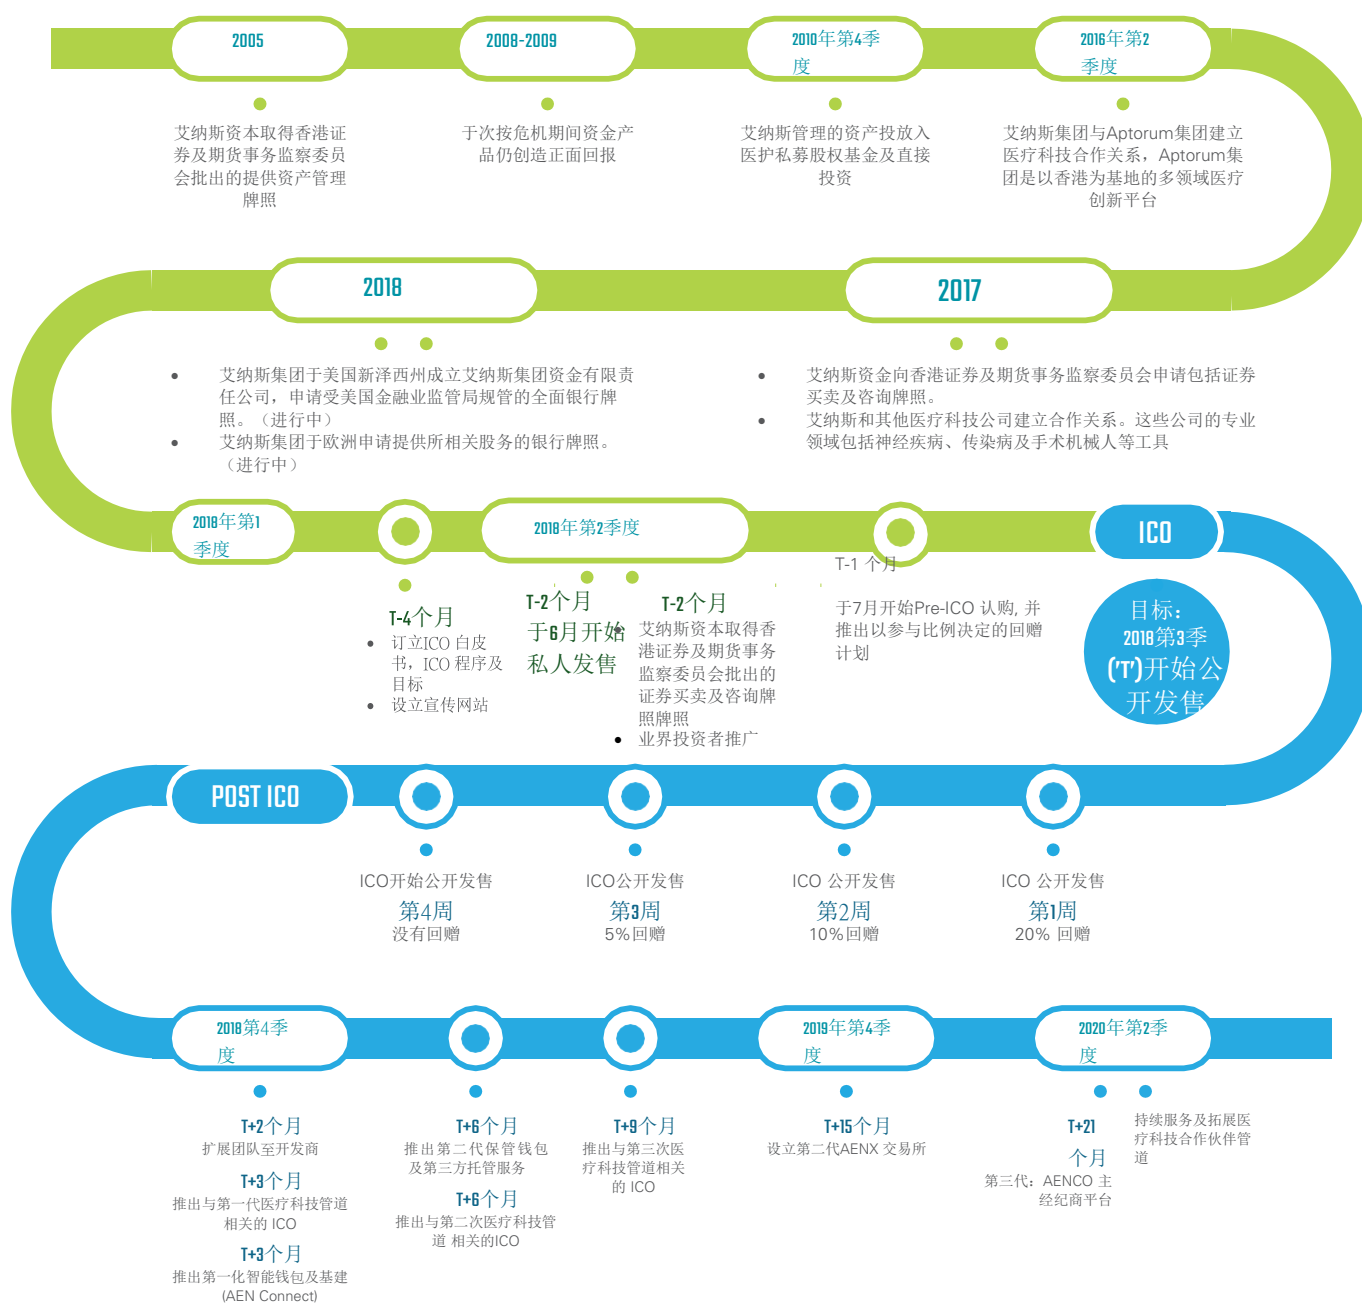 2005
艾纳斯资本取得香港证
券及期货事务监察委员
会批出的提供资产管理
牌照
2008-2009
于次按危机期间资金产
品仍创造正面回报
2010年第4季
度
艾纳斯管理的资产投放入
医护私募股权基金及直接
投资
2016年第2
季度
艾纳斯集团与Aptorum集团建立
医疗科技合作关系，Aptorum集
团是以香港为基地的多领域医疗
创新平台
2018
艾纳斯集团于美国新泽西州成立艾纳斯集团资金有限责
任公司，申请受美国金融业监管局规管的全面银行牌
照。（进行中）
艾纳斯集团于欧洲申请提供所相关股务的银行牌照。
（进行中）
2017
艾纳斯资金向香港证券及期货事务监察委员会申请包括证券
买卖及咨询牌照。
艾纳斯和其他医疗科技公司建立合作关系。这些公司的专业
领域包括神经疾病、传染病及手术机械人等工具
2018年第1
季度
T-4个月
订立ICO 白皮
书，ICO 程序及
目标
设立宣传网站
2018年第2季度
T-2个月
于6月开始
私人发售
T-2个月
艾纳斯资本取得香
港证券及期货事务
监察委员会批出的
证券买卖及咨询牌
照牌照
业界投资者推广
T-1 个月
于7月开始Pre-ICO 认购, 并
推出以参与比例决定的回赠
计划
ICO
目标：
2018第3季
('T')开始公
开发售
POST ICO
ICO开始公开发售
第4周
没有回赠
ICO公开发售
第3周
5%回赠
ICO 公开发售
第2周
10%回赠
ICO 公开发售
第1周
20% 回赠
2018第4季
度
T+2个月
扩展团队至开发商
T+3个月
推出与第一代医疗科技管道
相关的 ICO
T+3个月
推出第一化智能钱包及基建
(AEN Connect)
T+6个月
推出第二代保管钱包
及第三方托管服务
T+6个月
推出与第二次医疗科技管
道 相关的ICO
T+9个月
推出与第三次医
疗科技管道相关
的 ICO
2019年第4季
度
T+15个月
设立第二代AENX 交易所
2020年第2季
度
T+21
个月
第三代：AENCO 主
经纪商平台
持续服务及拓展医
疗科技合作伙伴管
道